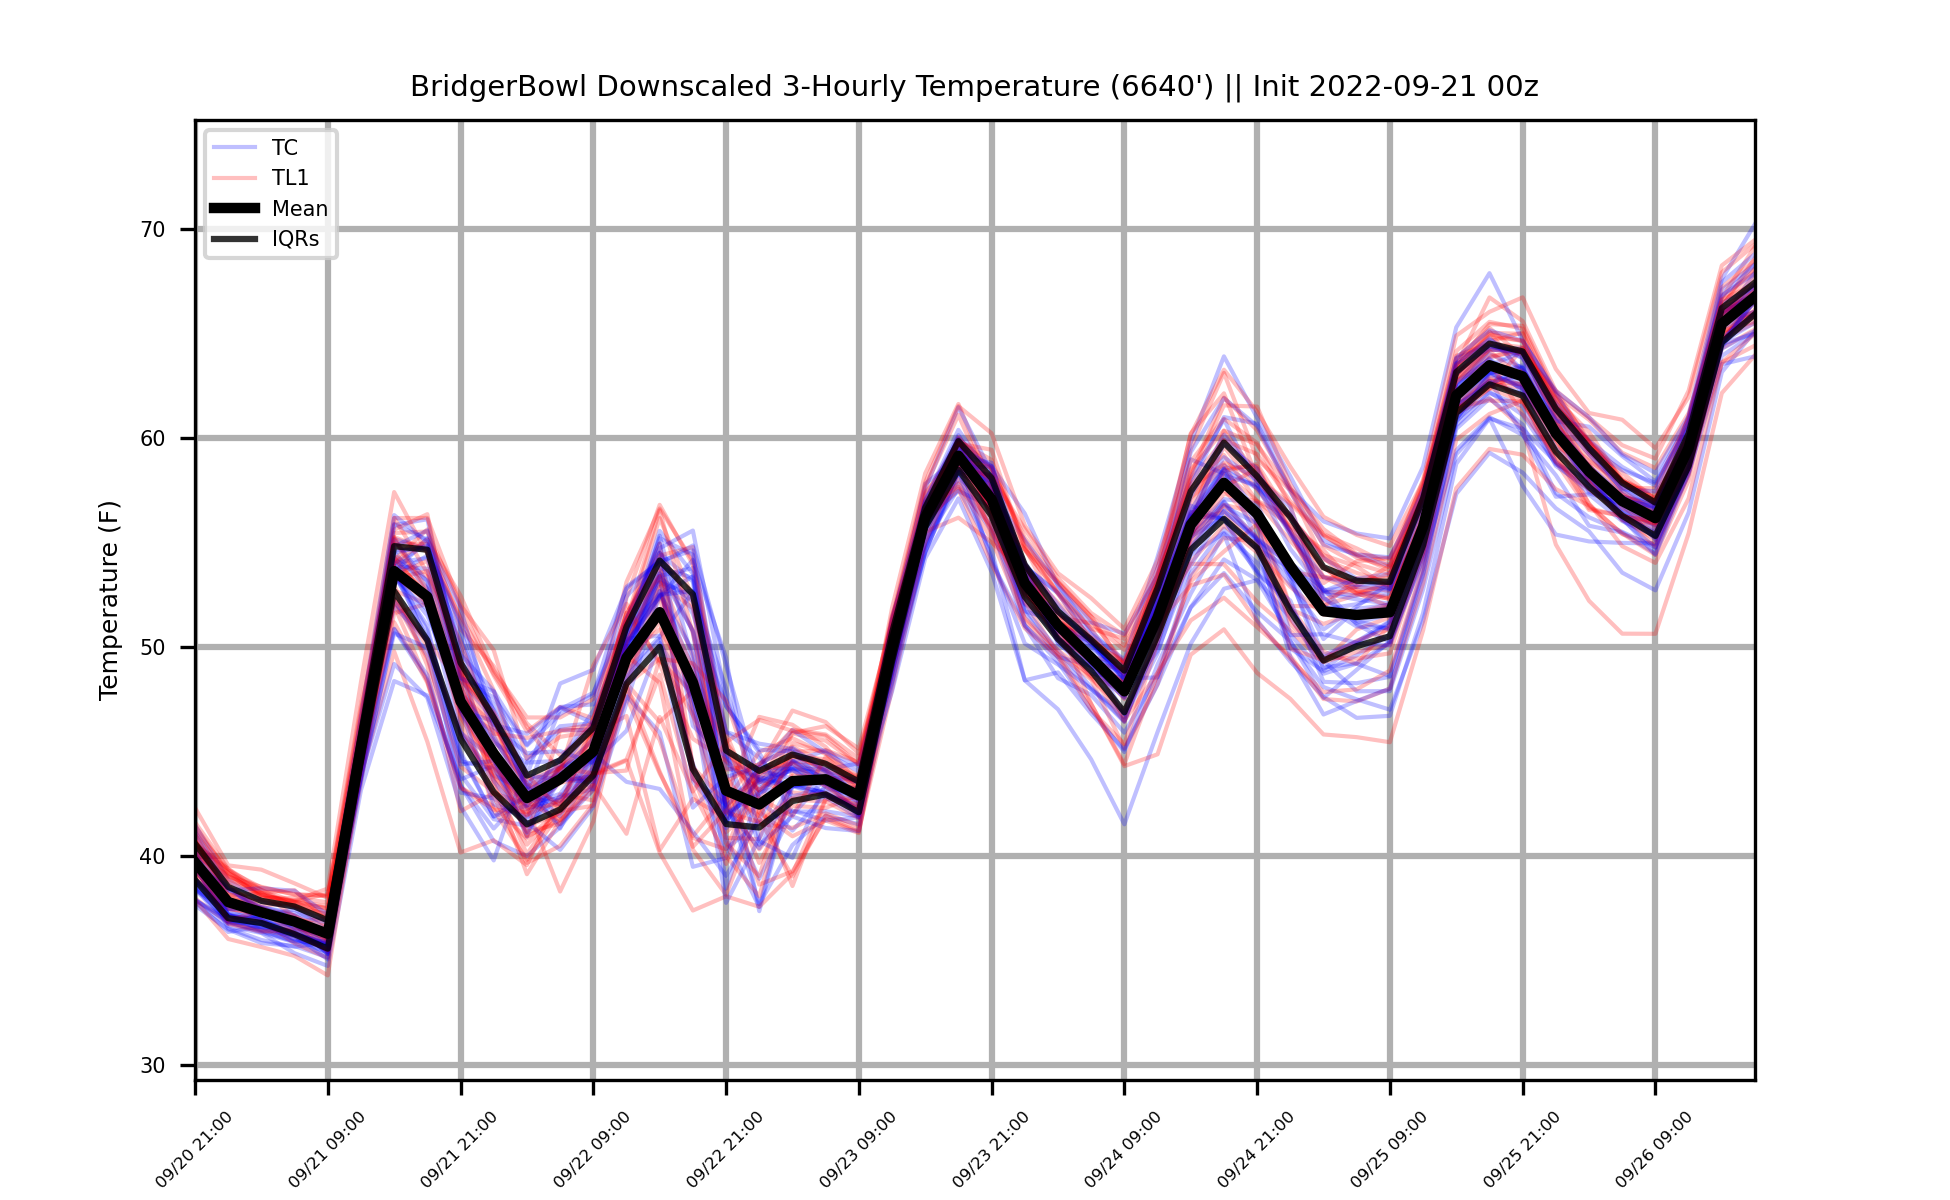 BridgerBowl Downscaled 3-Hourly Temperature (6640') || Init 2022-09-21 00z
TC
TL1
Mean
IQRs
Temperature (F)
70
60
50
40
30
09/20 21:00
09/21 09:00
09/21 21:00
09/22 09:00
09/22 21:00
09/23 09:00
09/23 21:00
09/24 09:00
09/24 21:00
09/25 09:00
09/25 21:00
09/26 09:00